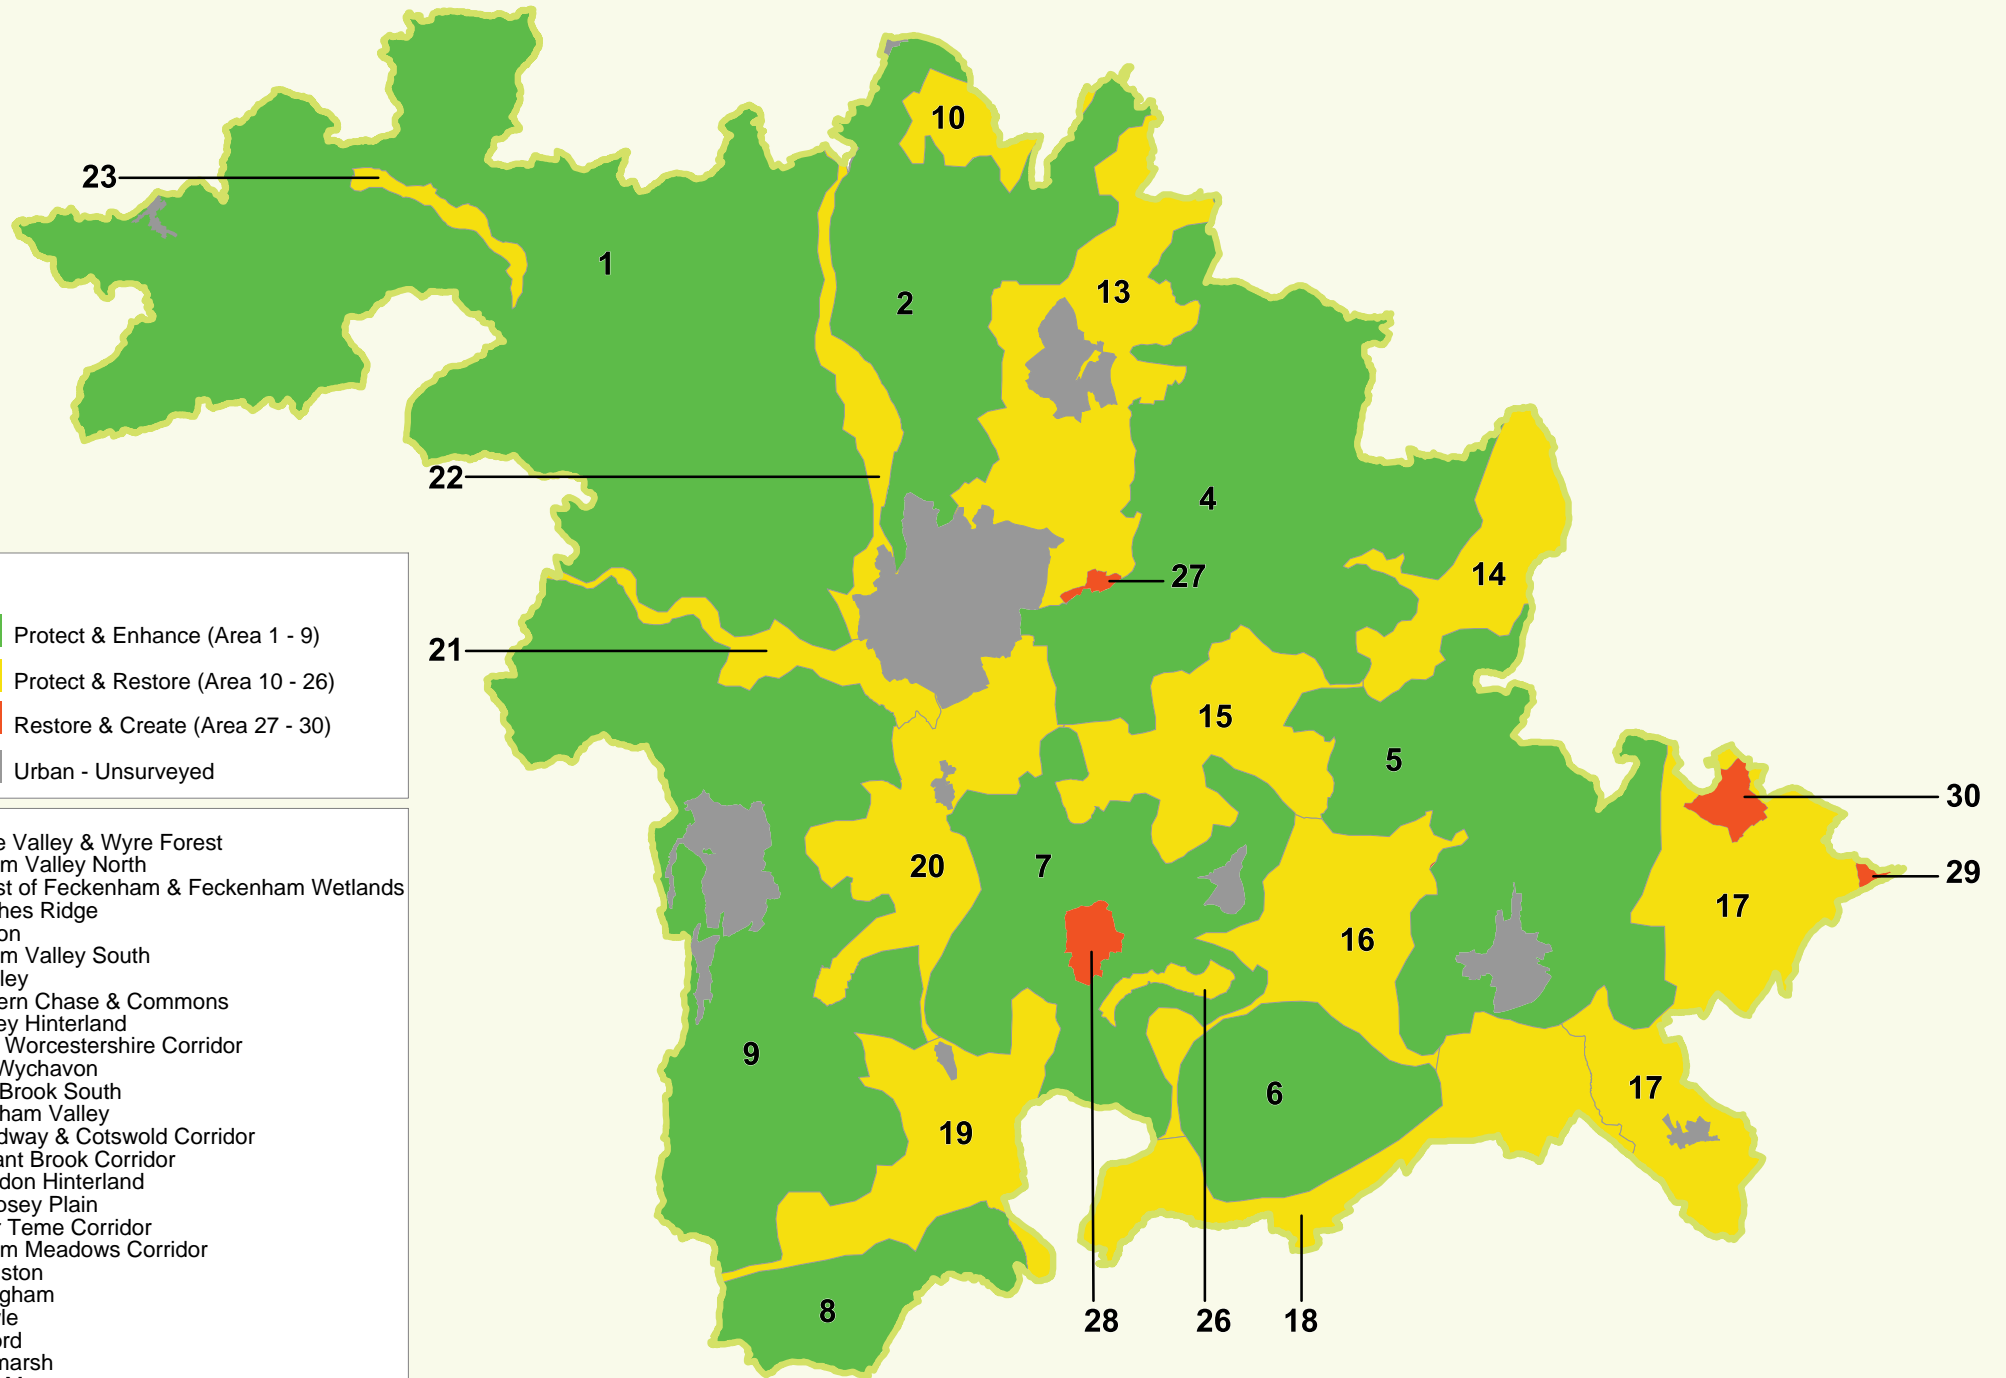 10
23
1
2
13
22
4
14
27
21
15
5
30
20
7
29
17
16
9
6
17
19
8
28
26
18
Protect & Enhance (Area 1 - 9)
Protect & Restore (Area 10 - 26)
Restore & Create (Area 27 - 30)
Urban - Unsurveyed
e Valley & Wyre Forest
m Valley North
st of Feckenham & Feckenham Wetlands
hes Ridge
on
m Valley South
ley
ern Chase & Commons
ey Hinterland
Worcestershire Corridor
Wychavon
Brook South
ham Valley
dway & Cotswold Corridor
ant Brook Corridor
don Hinterland
osey Plain
r Teme Corridor
m Meadows Corridor
ston
gham
le
ord
marsh